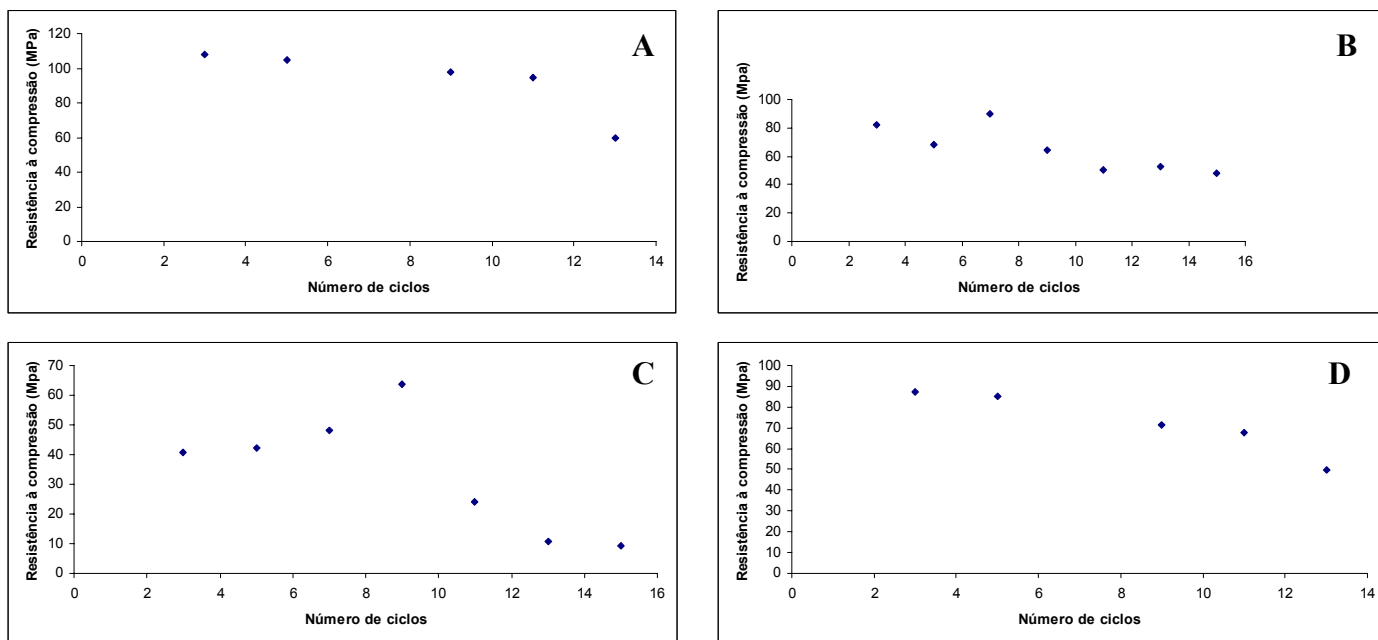 A
Resistência à compressão (MPa)
120
100
80
60
40
20
0
0 2 4 6 8 10 12 14
Número de ciclos
B
Resistência à compressão (Mpa)
100
80
60
40
20
0
0 2 4 6 8 10 12 14 16
Número de ciclos
C
Resistência à compressão (Mpa)
70
60
50
40
30
20
10
0
0 2 4 6 8 10 12 14 16
Número de ciclos
D
Resistência à compressão (Mpa)
100
90
80
70
60
50
40
30
20
10
0
0 2 4 6 8 10 12 14
Número de ciclos